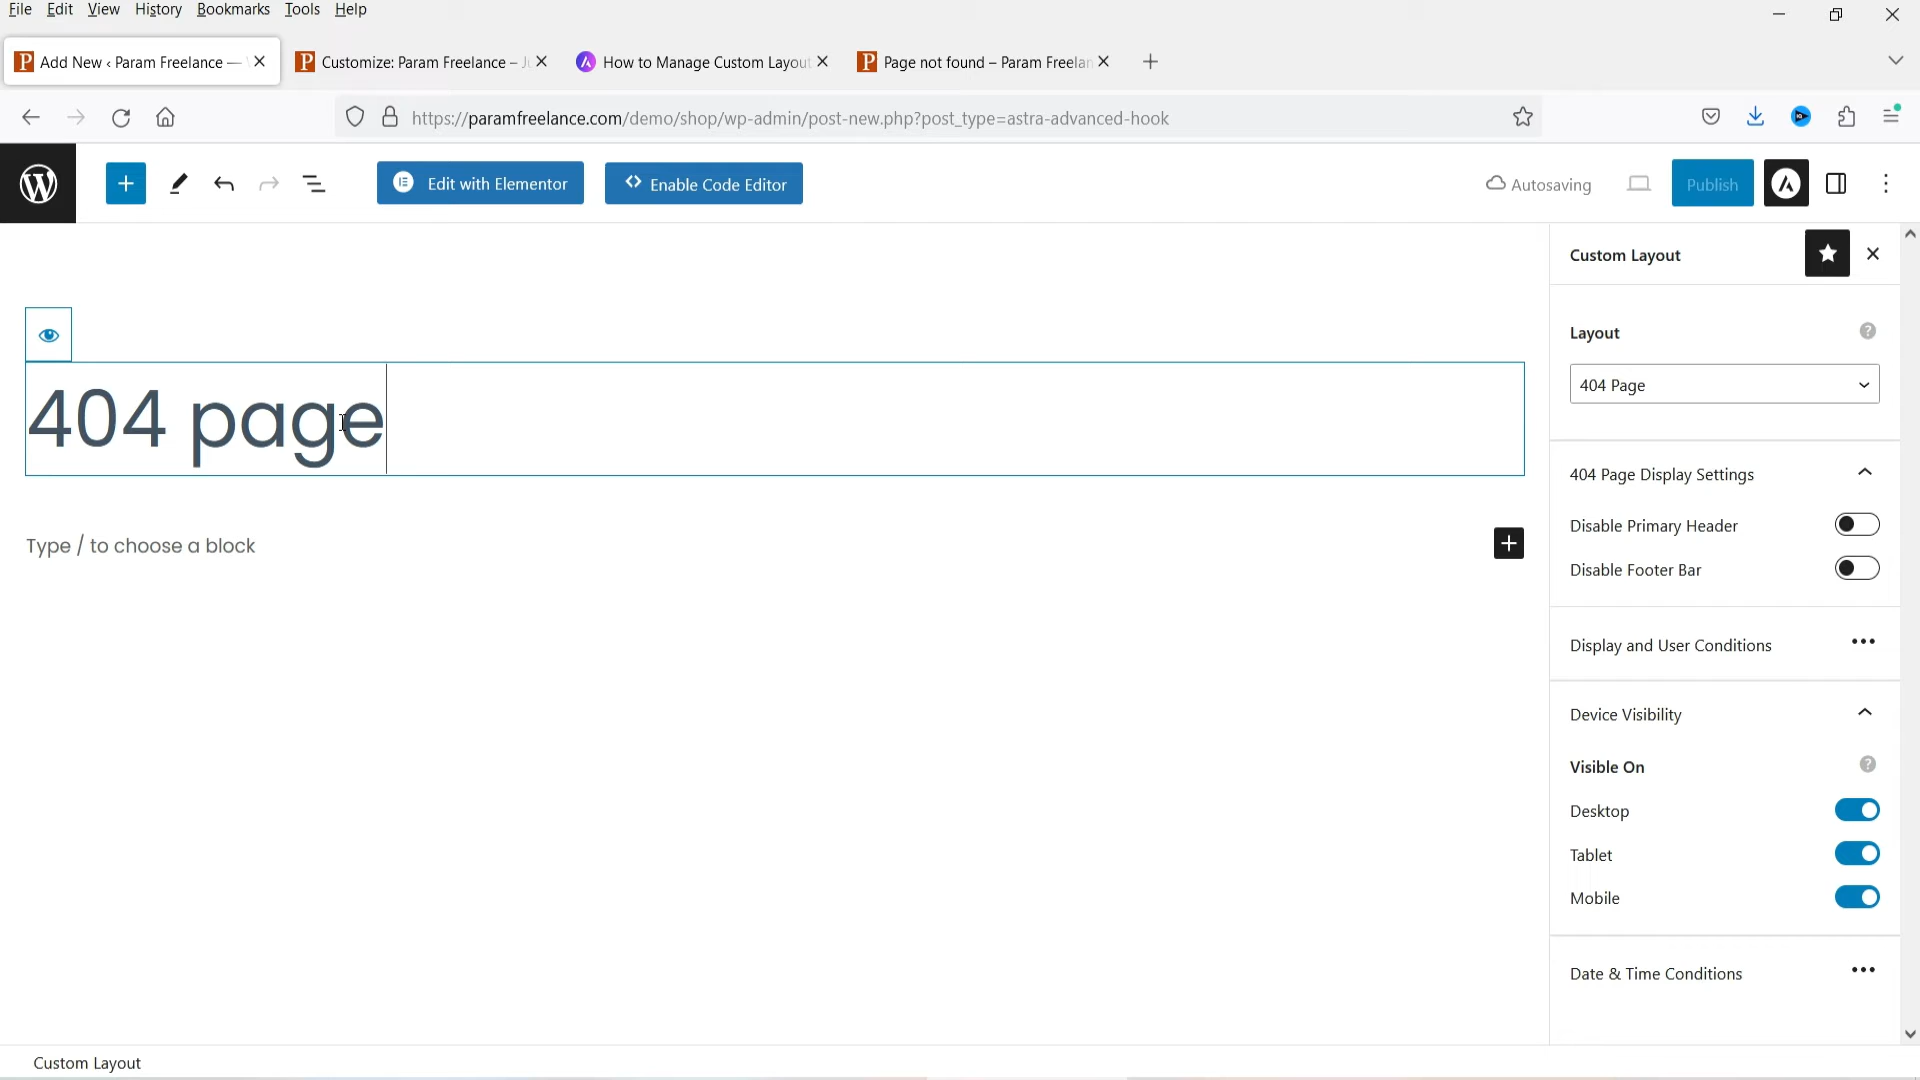 File Edit View History Bookmarks Tools Help
Add New ‹ Param Freelance —
Customize: Param Freelance –
How to Manage Custom Layou
Page not found – Param Freelan
https://paramfreelance.com/demo/shop/wp-admin/post-new.php?post_type=astra-advanced-hook
Edit with Elementor
Enable Code Editor
Autosaving
Publish
Custom Layout
Layout
404 Page
404 page
404 Page Display Settings
Disable Primary Header
Type / to choose a block
Disable Footer Bar
Display and User Conditions
Device Visibility
Visible On
Desktop
Tablet
Mobile
Date & Time Conditions
Custom Layout